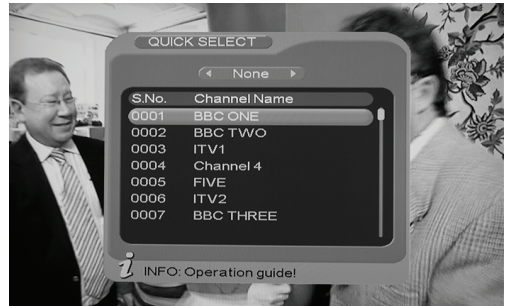 QUICK SELECT
None
S.No. Channel Name
0001 BBC ONE
0002 BBC TWO
0003 ITV1
0004 Channel 4
0005 FIVE
0006 ITV2
0007 BBC THREE
i INFO: Operation guide!